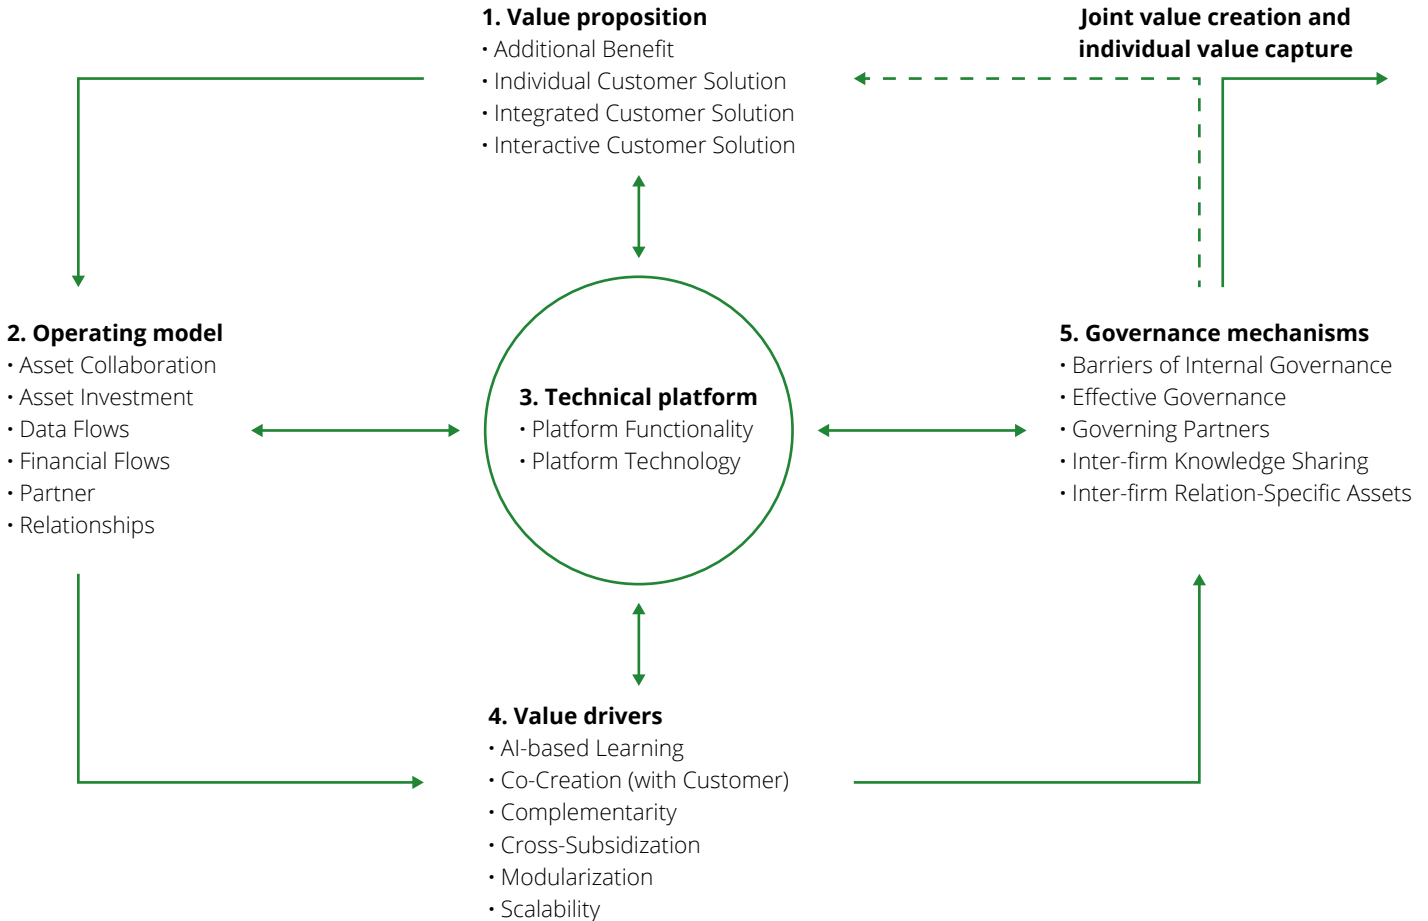 1. Value proposition
• Additional Benefit
• Individual Customer Solution
• Integrated Customer Solution
• Interactive Customer Solution
Joint value creation and
individual value capture
2. Operating model
• Asset Collaboration
• Asset Investment
• Data Flows
• Financial Flows
• Partner
• Relationships
3. Technical platform
• Platform Functionality
• Platform Technology
5. Governance mechanisms
• Barriers of Internal Governance
• Effective Governance
• Governing Partners
• Inter-firm Knowledge Sharing
• Inter-firm Relation-Specific Assets
4. Value drivers
• AI-based Learning
• Co-Creation (with Customer)
• Complementarity
• Cross-Subsidization
• Modularization
• Scalability